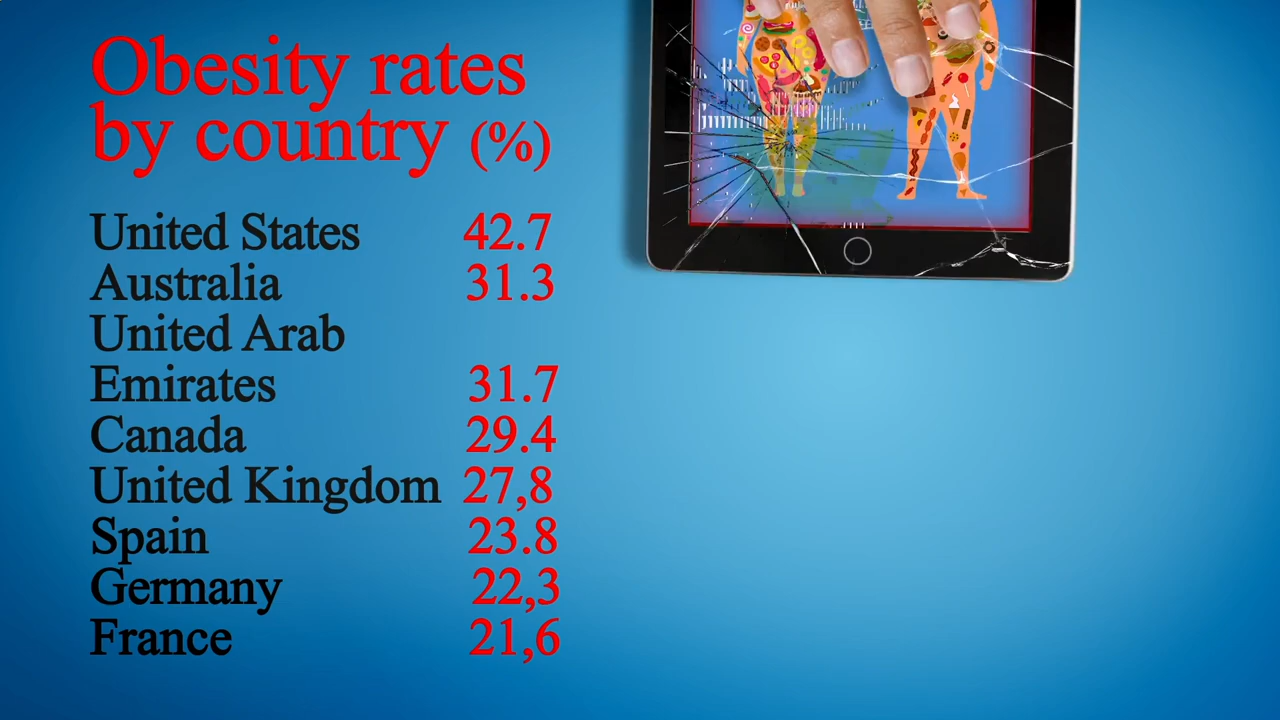 Obesity rates
by country (%)
United States 42.7
Australia 31.3
United Arab
Emirates 31.7
Canada 29.4
United Kingdom 27,8
Spain 23.8
Germany 22,3
France 21,6